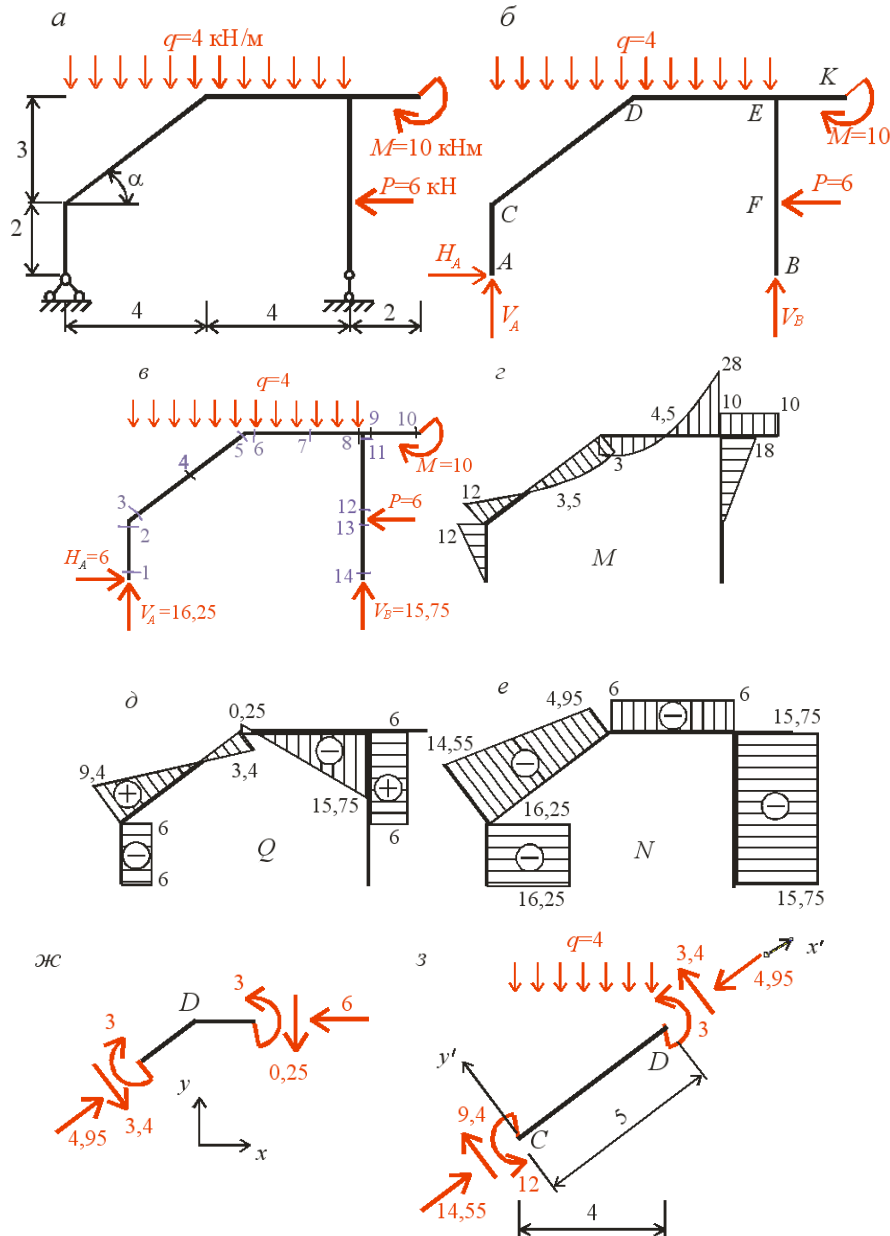 а
q=4 кН/м
3
2
α
M=10 кНм
P=6 кН
4
4
2
б
q=4
K
D
E
M=10
P=6
C
F
H_A
A
B
V_A
V_B
в
q=4
9
10
5
6
7
8
11
4
M=10
3
12
P=6
2
13
H_A=6
1
14
V_A=16,25
V_B=15,75
г
28
4,5
10
10
3
18
12
3,5
12
M
д
0,25
6
9,4
3,4
15,75
6
6
Q
6
е
4,95
6
6
15,75
14,55
16,25
N
16,25
15,75
ж
D
3
6
3
0,25
3,4
4,95
y
x
з
q=4
3,4
x'
4,95
3
y'
D
9,4
5
C
12
14,55
4